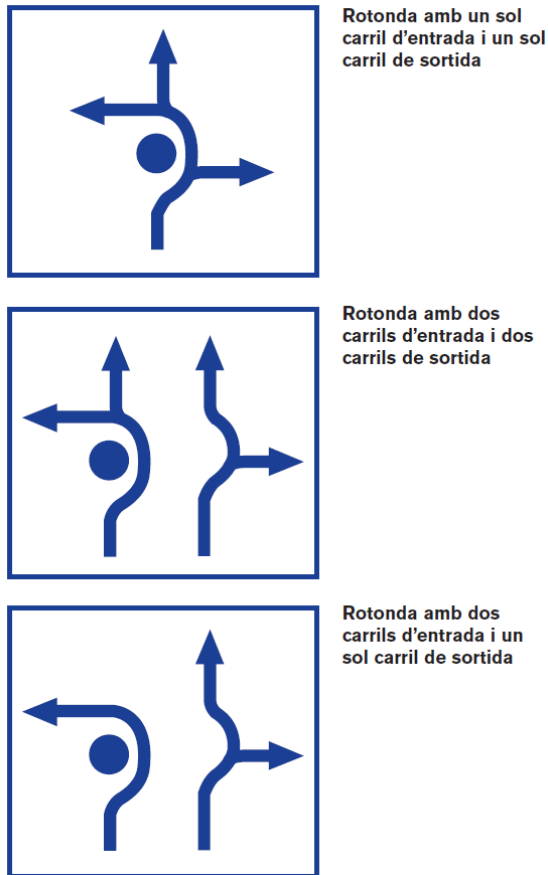 Rotonda amb un sol
carril d'entrada i un sol
carril de sortida
Rotonda amb dos
carrils d'entrada i dos
carrils de sortida
Rotonda amb dos
carrils d'entrada i un
sol carril de sortida